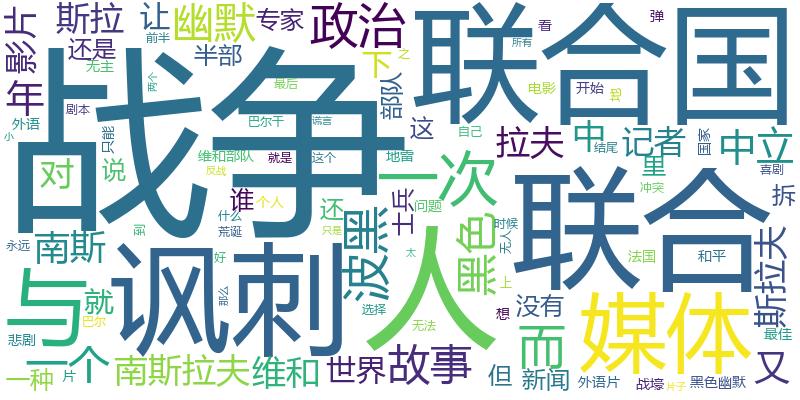 影片
斯拉
让
幽默
专家
政治
联合国
年
还是
前半
半部
下
之
部队
看
弹
所有
无主
两个
最后
电影
开始
外语
剧本
战争
巴尔干
谎言
这
自己
拉夫
中
记者
国家
中立
小
只能
维和部队
就是
这个
地雷
结尾
里
喜剧
对
说
反战
一次
联合
冲突
拆
谁
个人
还
士兵
问题
黑色
时候
什么
荒诞
只是
波黑
人
无人
到
永远
南斯
讽刺
好
太
法国
和平
斯拉夫
与
就
那么
选择
上
想
没有
媒体
悲剧
巴尔
无法
而
最佳
一个
一种
片
南斯拉夫
维和
世界
故事
但
新闻
外语片
战壕
片子
黑色幽默
又